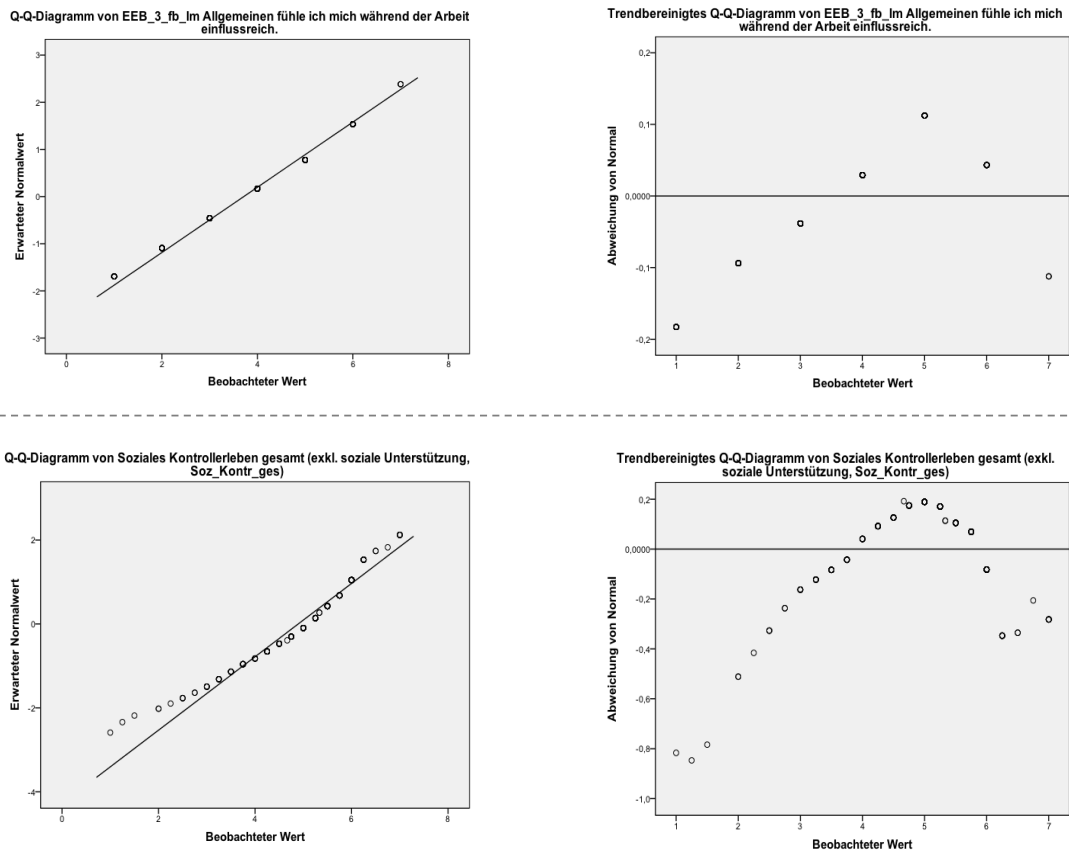 Q-Q-Diagramm von EEB_3_fb_Im Allgemeinen fühle ich mich während der Arbeit
einflussreich.
3
2
1
0
-1
-2
-3
Erwarteter Normalwert
0 2 4 6 8
Beobachteter Wert
Trendbereinigtes Q-Q-Diagramm von EEB_3_fb_Im Allgemeinen fühle ich mich
während der Arbeit einflussreich.
0,2
0,1
0,0000
-0,1
-0,2
Abweichung von Normal
1 2 3 4 5 6 7
Beobachteter Wert
Q-Q-Diagramm von Soziales Kontrollerleben gesamt (exkl. soziale Unterstützung,
Soz_Kontr_ges)
2
0
-2
-4
Erwarteter Normalwert
0 2 4 6 8
Beobachteter Wert
Trendbereinigtes Q-Q-Diagramm von Soziales Kontrollerleben gesamt (exkl.
soziale Unterstützung, Soz_Kontr_ges)
0,2
0,0000
-0,2
-0,4
-0,6
-0,8
-1,0
Abweichung von Normal
1 2 3 4 5 6 7
Beobachteter Wert